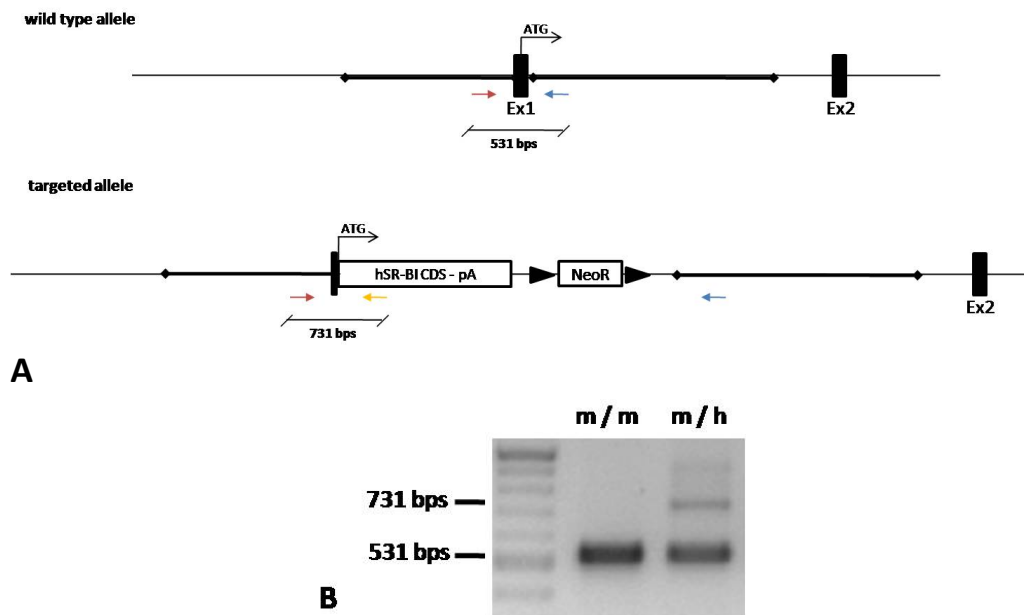 wild type allele
ATG
Ex1
Ex2
531 bps
targeted allele
ATG
hSR-BI CDS - pA
NeoR
Ex2
731 bps
A
m / m
m / h
731 bps
531 bps
B